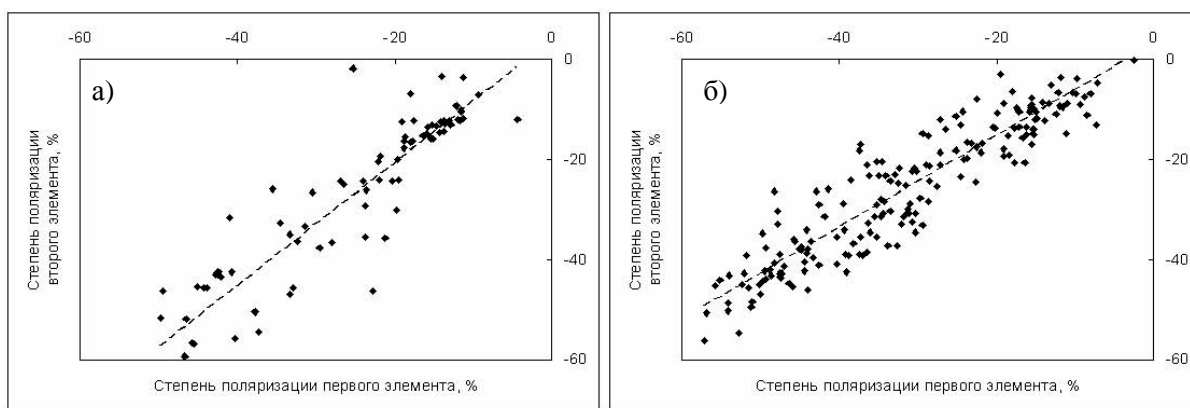 -60 -40 -20 0
0
-20
-40
-60
а)
Степень поляризации
второго элемента, %
Степень поляризации первого элемента, %
-60 -40 -20 0
0
-20
-40
-60
б)
Степень поляризации
второго элемента, %
Степень поляризации первого элемента, %